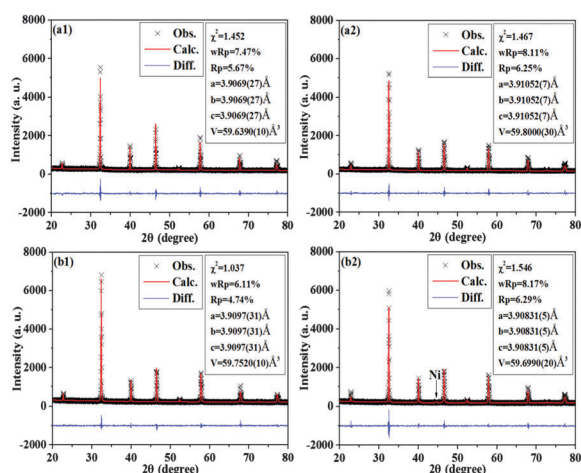 (a1)
× Obs.
Calc.
Diff.
χ²=1.452
wRp=7.47%
Rp=5.67%
a=3.9069(27)Å
b=3.9069(27)Å
c=3.9069(27)Å
V=59.6390(10)Å³
8000
6000
4000
2000
0
-2000
Intensity (a. u.)
20 30 40 50 60 70 80
2θ (degree)
(a2)
× Obs.
Calc.
Diff.
χ²=1.467
wRp=8.11%
Rp=6.25%
a=3.91052(7)Å
b=3.91052(7)Å
c=3.91052(7)Å
V=59.8000(30)Å³
8000
6000
4000
2000
0
-2000
Intensity (a. u.)
20 30 40 50 60 70 80
2θ (degree)
(b1)
× Obs.
Calc.
Diff.
χ²=1.037
wRp=6.11%
Rp=4.74%
a=3.9097(31)Å
b=3.9097(31)Å
c=3.9097(31)Å
V=59.7520(10)Å³
8000
6000
4000
2000
0
-2000
Intensity (a. u.)
20 30 40 50 60 70 80
2θ (degree)
(b2)
× Obs.
Calc.
Diff.
χ²=1.546
wRp=8.17%
Rp=6.29%
a=3.90831(5)Å
b=3.90831(5)Å
c=3.90831(5)Å
V=59.6990(20)Å³
Ni
8000
6000
4000
2000
0
-2000
Intensity (a. u.)
20 30 40 50 60 70 80
2θ (degree)